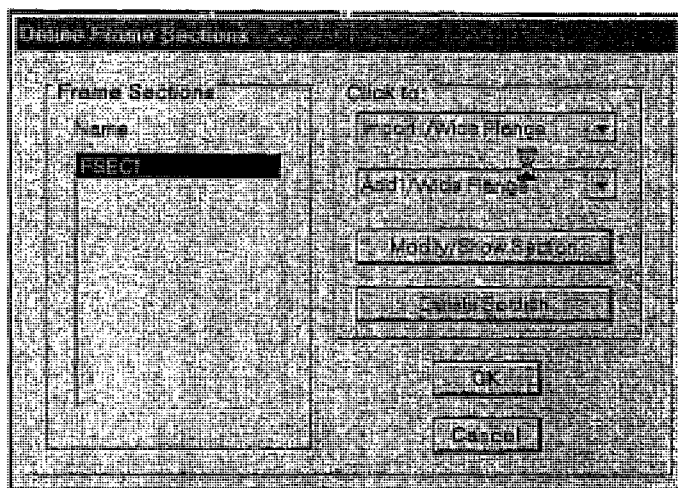 Define Frame Sections
Frame Sections
Name
FSECT
Click to:
Import I/Wide Flange
Add I/Wide Flange
Modify/Show Section
Delete Section
OK
Cancel